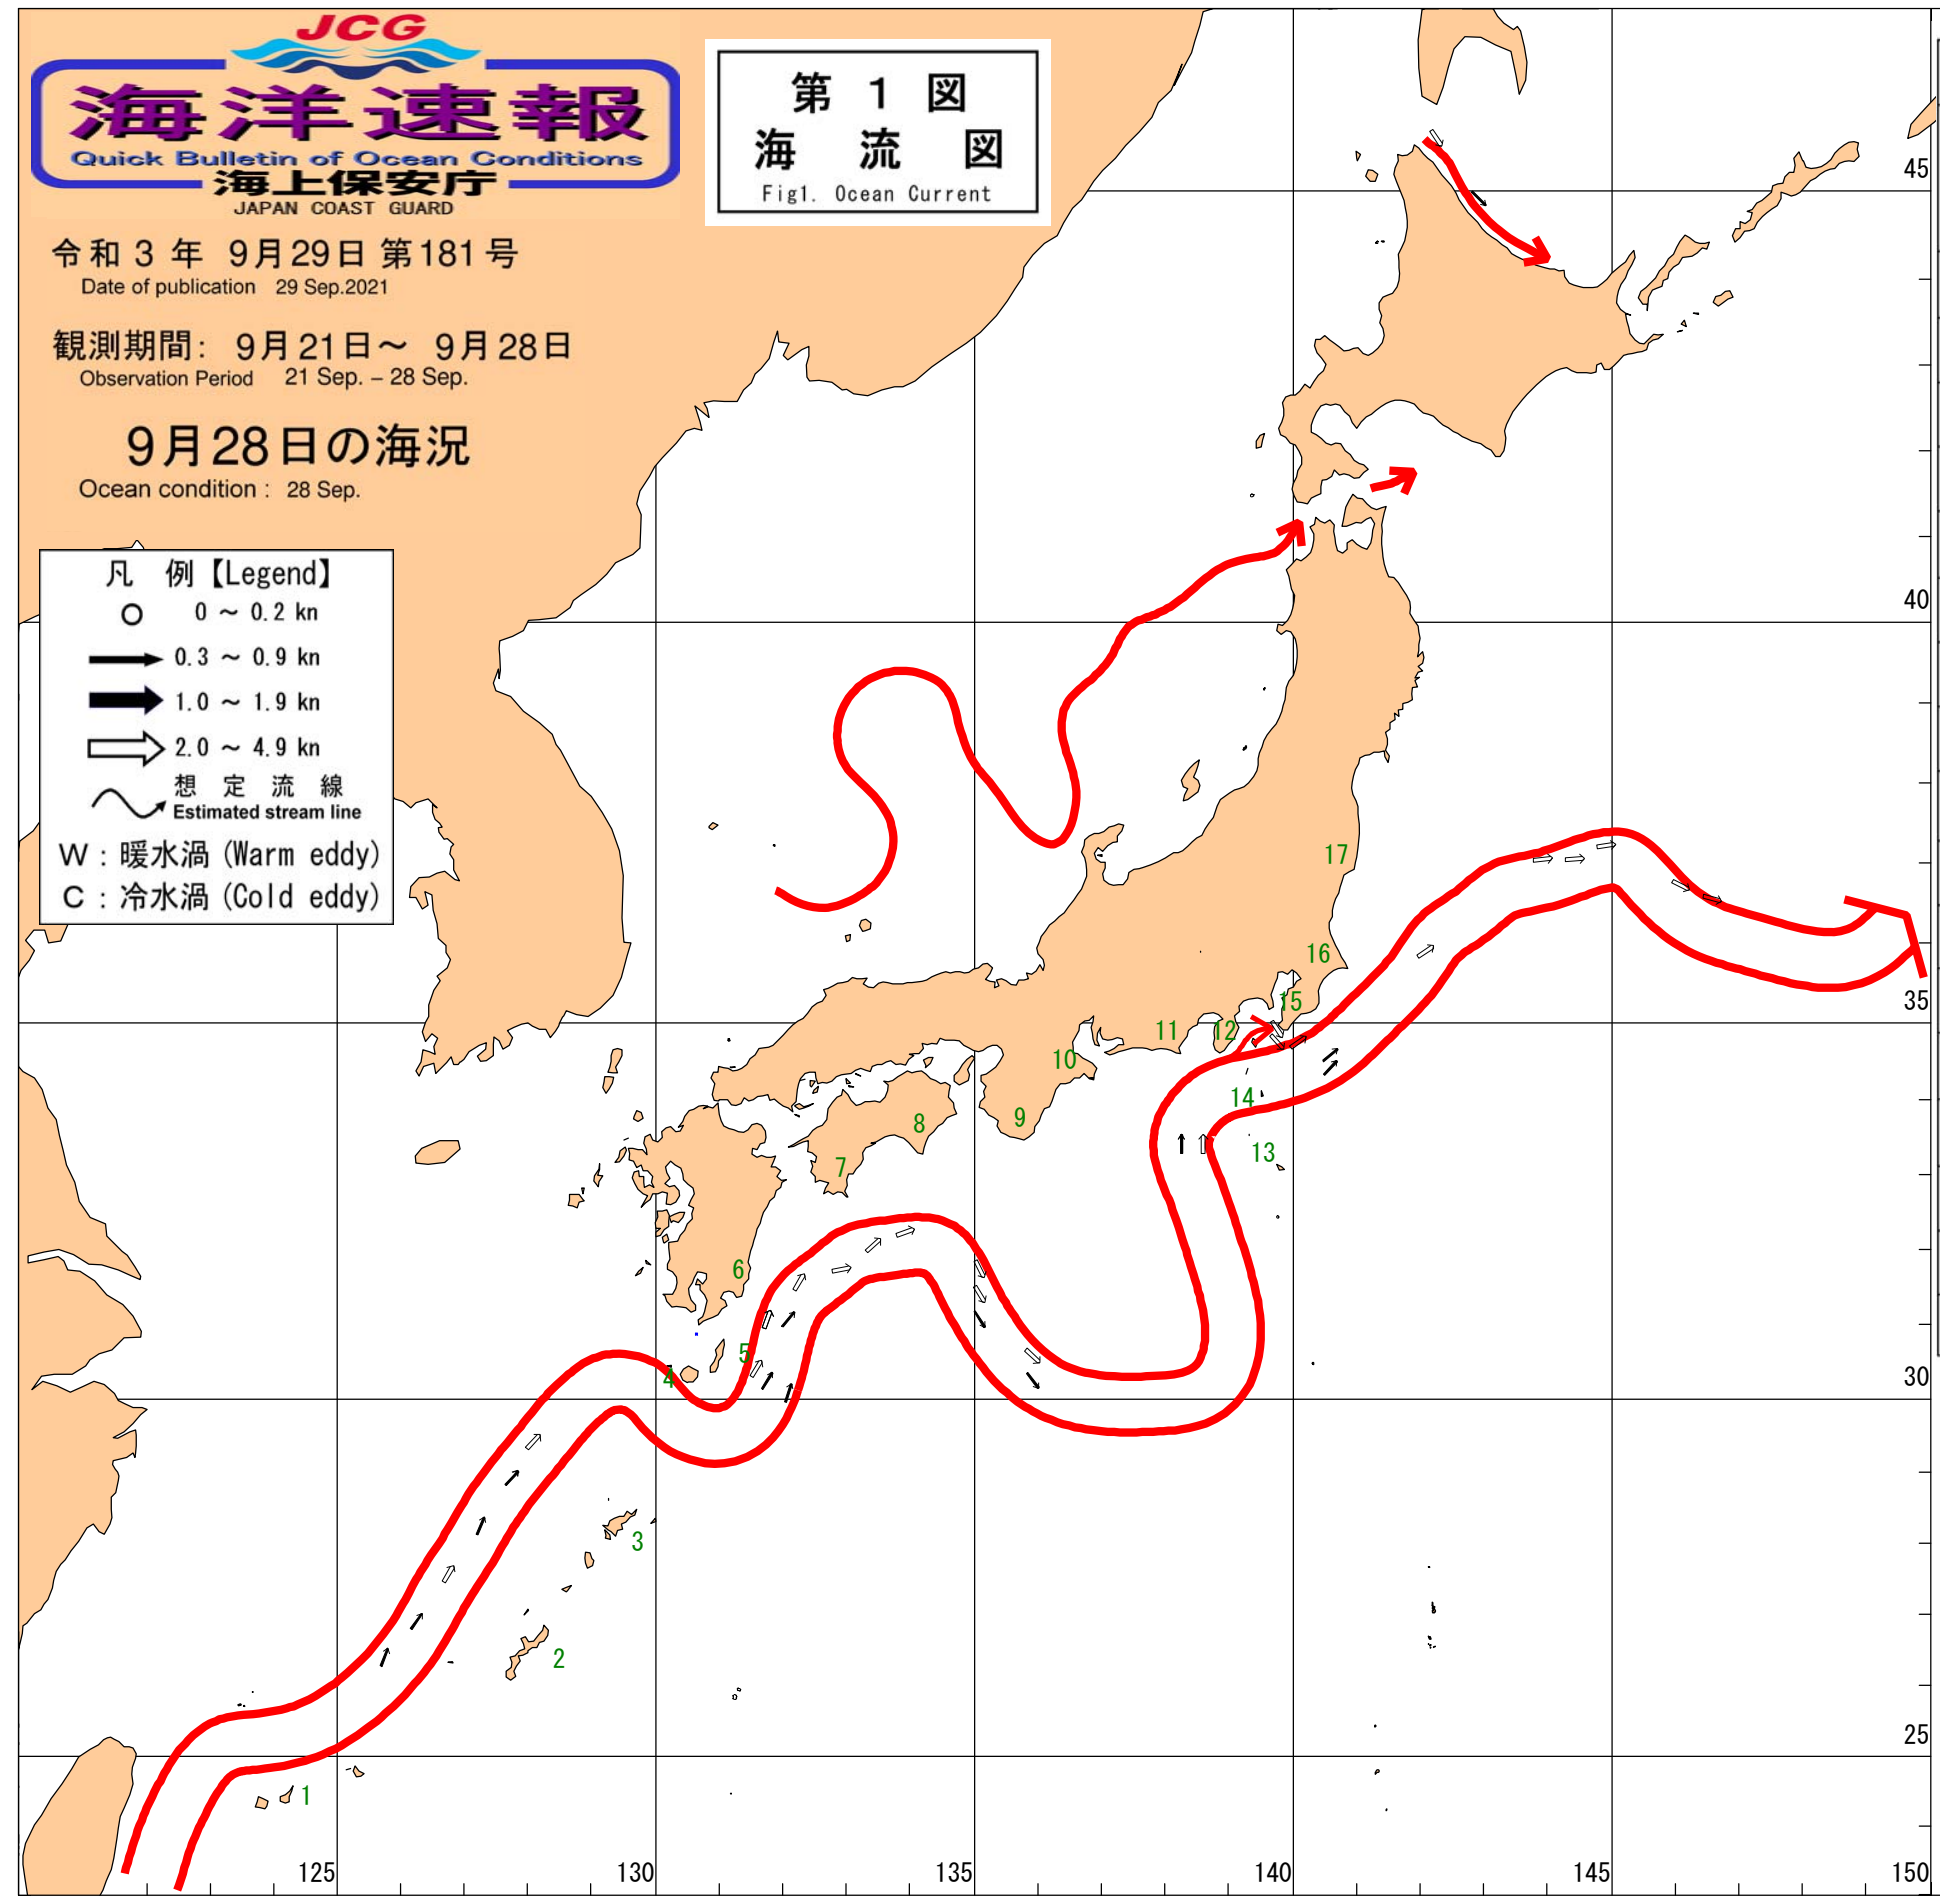 JCG
海洋速報
Quick Bulletin of Ocean Conditions
海上保安庁
JAPAN COAST GUARD
第 1 図
海 流 図
Fig1. Ocean Current
令和 3 年 9月29日 第181号
Date of publication 29 Sep.2021
観測期間: 9月21日～ 9月28日
Observation Period 21 Sep. – 28 Sep.
9月28日の海況
Ocean condition : 28 Sep.
凡 例【Legend】
0 ～ 0.2 kn
0.3 ～ 0.9 kn
1.0 ～ 1.9 kn
2.0 ～ 4.9 kn
想 定 流 線
Estimated stream line
W : 暖水渦 (Warm eddy)
C : 冷水渦 (Cold eddy)
45
40
17
16
35
15
12
11
10
14
9
8
13
7
6
5
4
30
3
2
25
1
125
130
135
140
145
150